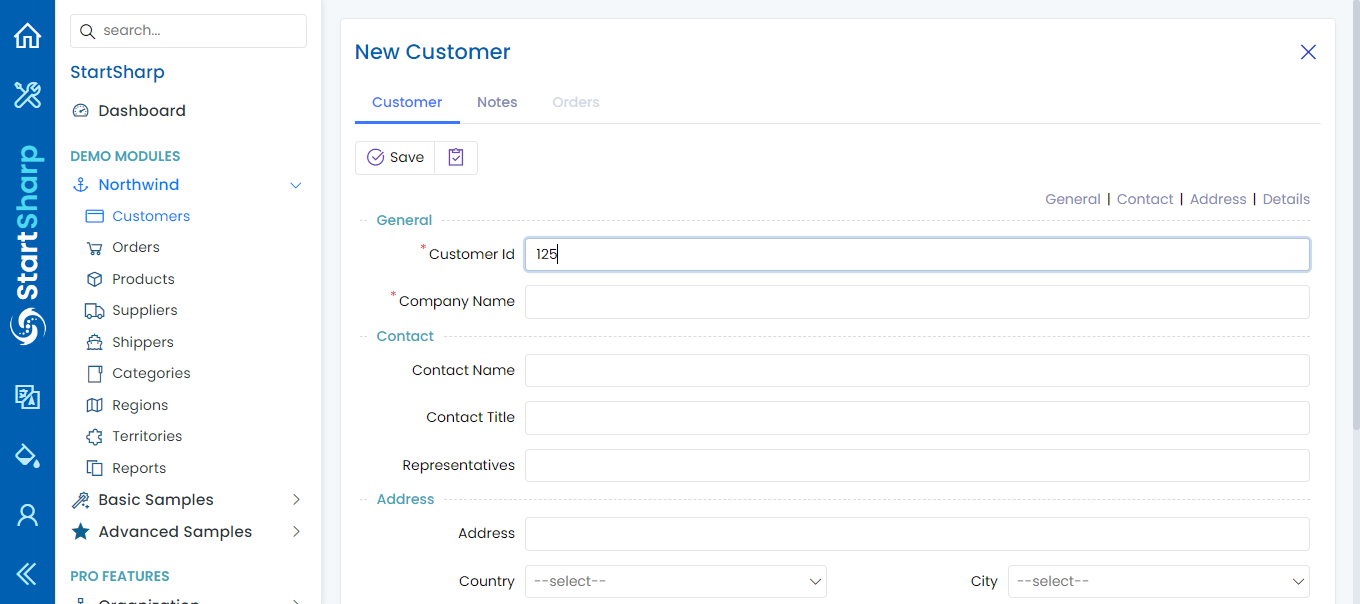 search...
StartSharp
Dashboard
DEMO MODULES
Northwind
Customers
Orders
Products
Suppliers
Shippers
Categories
Regions
Territories
Reports
Basic Samples
Advanced Samples
PRO FEATURES
Organization
StartSharp
New Customer
Customer Notes Orders
Save
General | Contact | Address | Details
General
* Customer Id 125
* Company Name
Contact
Contact Name
Contact Title
Representatives
Address
Address
Country --select-- City --select--